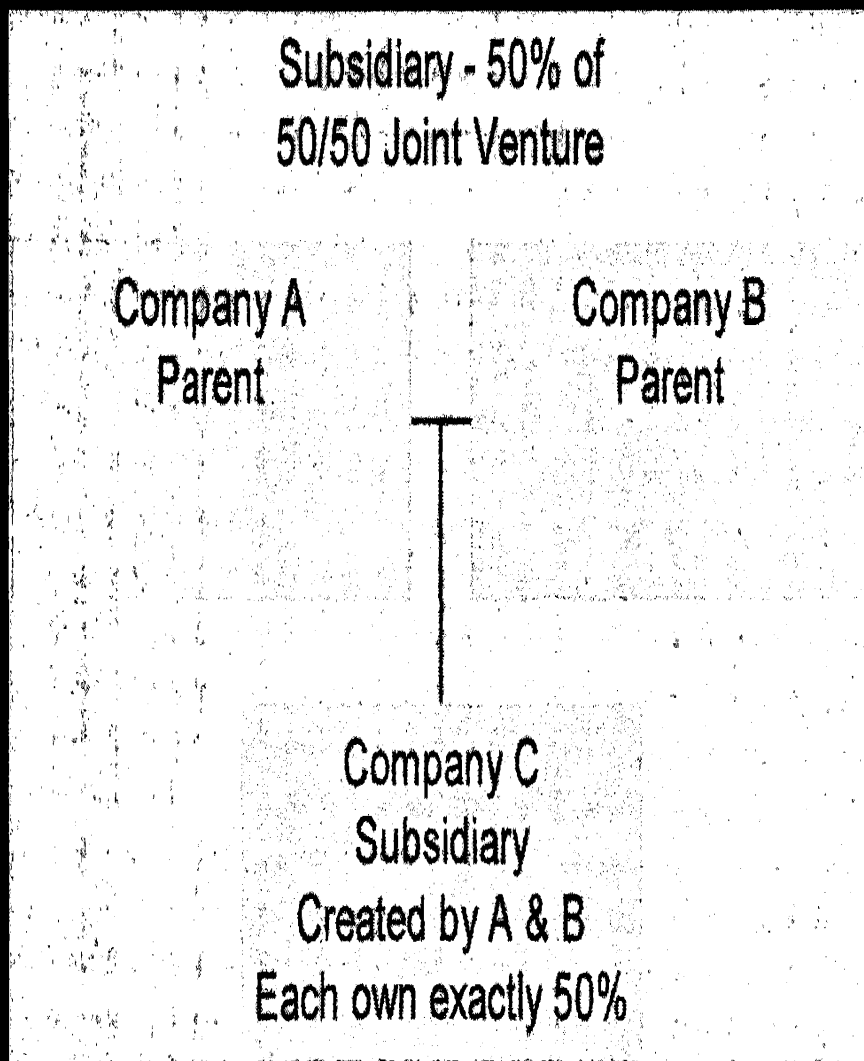 Subsidiary - 50% of
50/50 Joint Venture
Company A
Parent
Company B
Parent
Company C
Subsidiary
Created by A & B
Each own exactly 50%